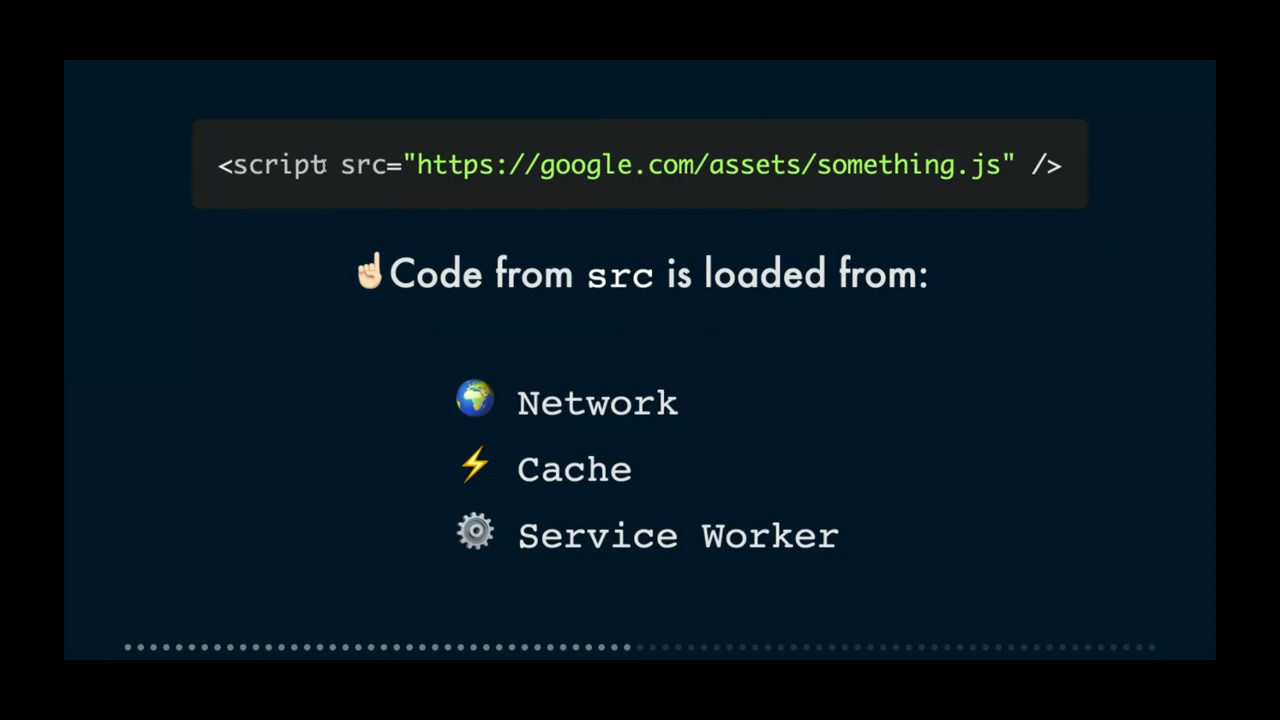 <script src="https://google.com/assets/something.js" />
Code from src is loaded from:
Network
Cache
Service Worker